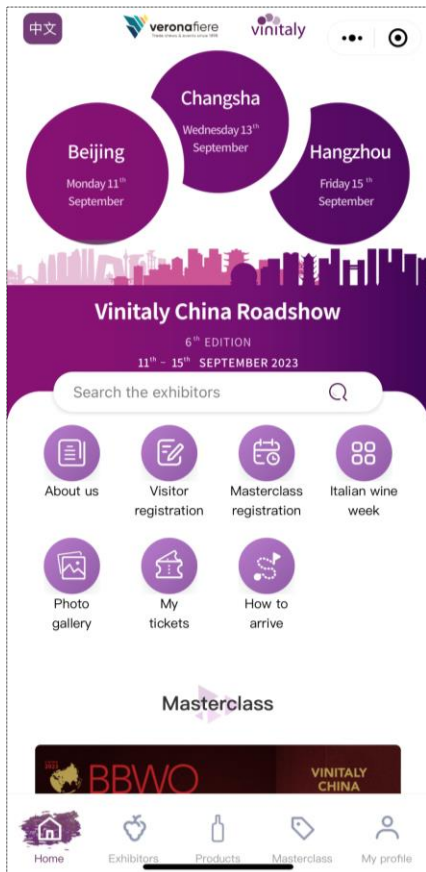 中文
veronafiere
Trade shows & events since 1898
vinitaly
Changsha
Wednesday 13th
September
Beijing
Monday 11th
September
Hangzhou
Friday 15 th
September
Vinitaly China Roadshow
6th EDITION
11th - 15th SEPTEMBER 2023
Search the exhibitors
About us
Visitor
registration
Masterclass
registration
Italian wine
week
Photo
gallery
My
tickets
How to
arrive
Masterclass
BBWO
VINITALY
CHINA
Home
Exhibitors
Products
Masterclass
My profile